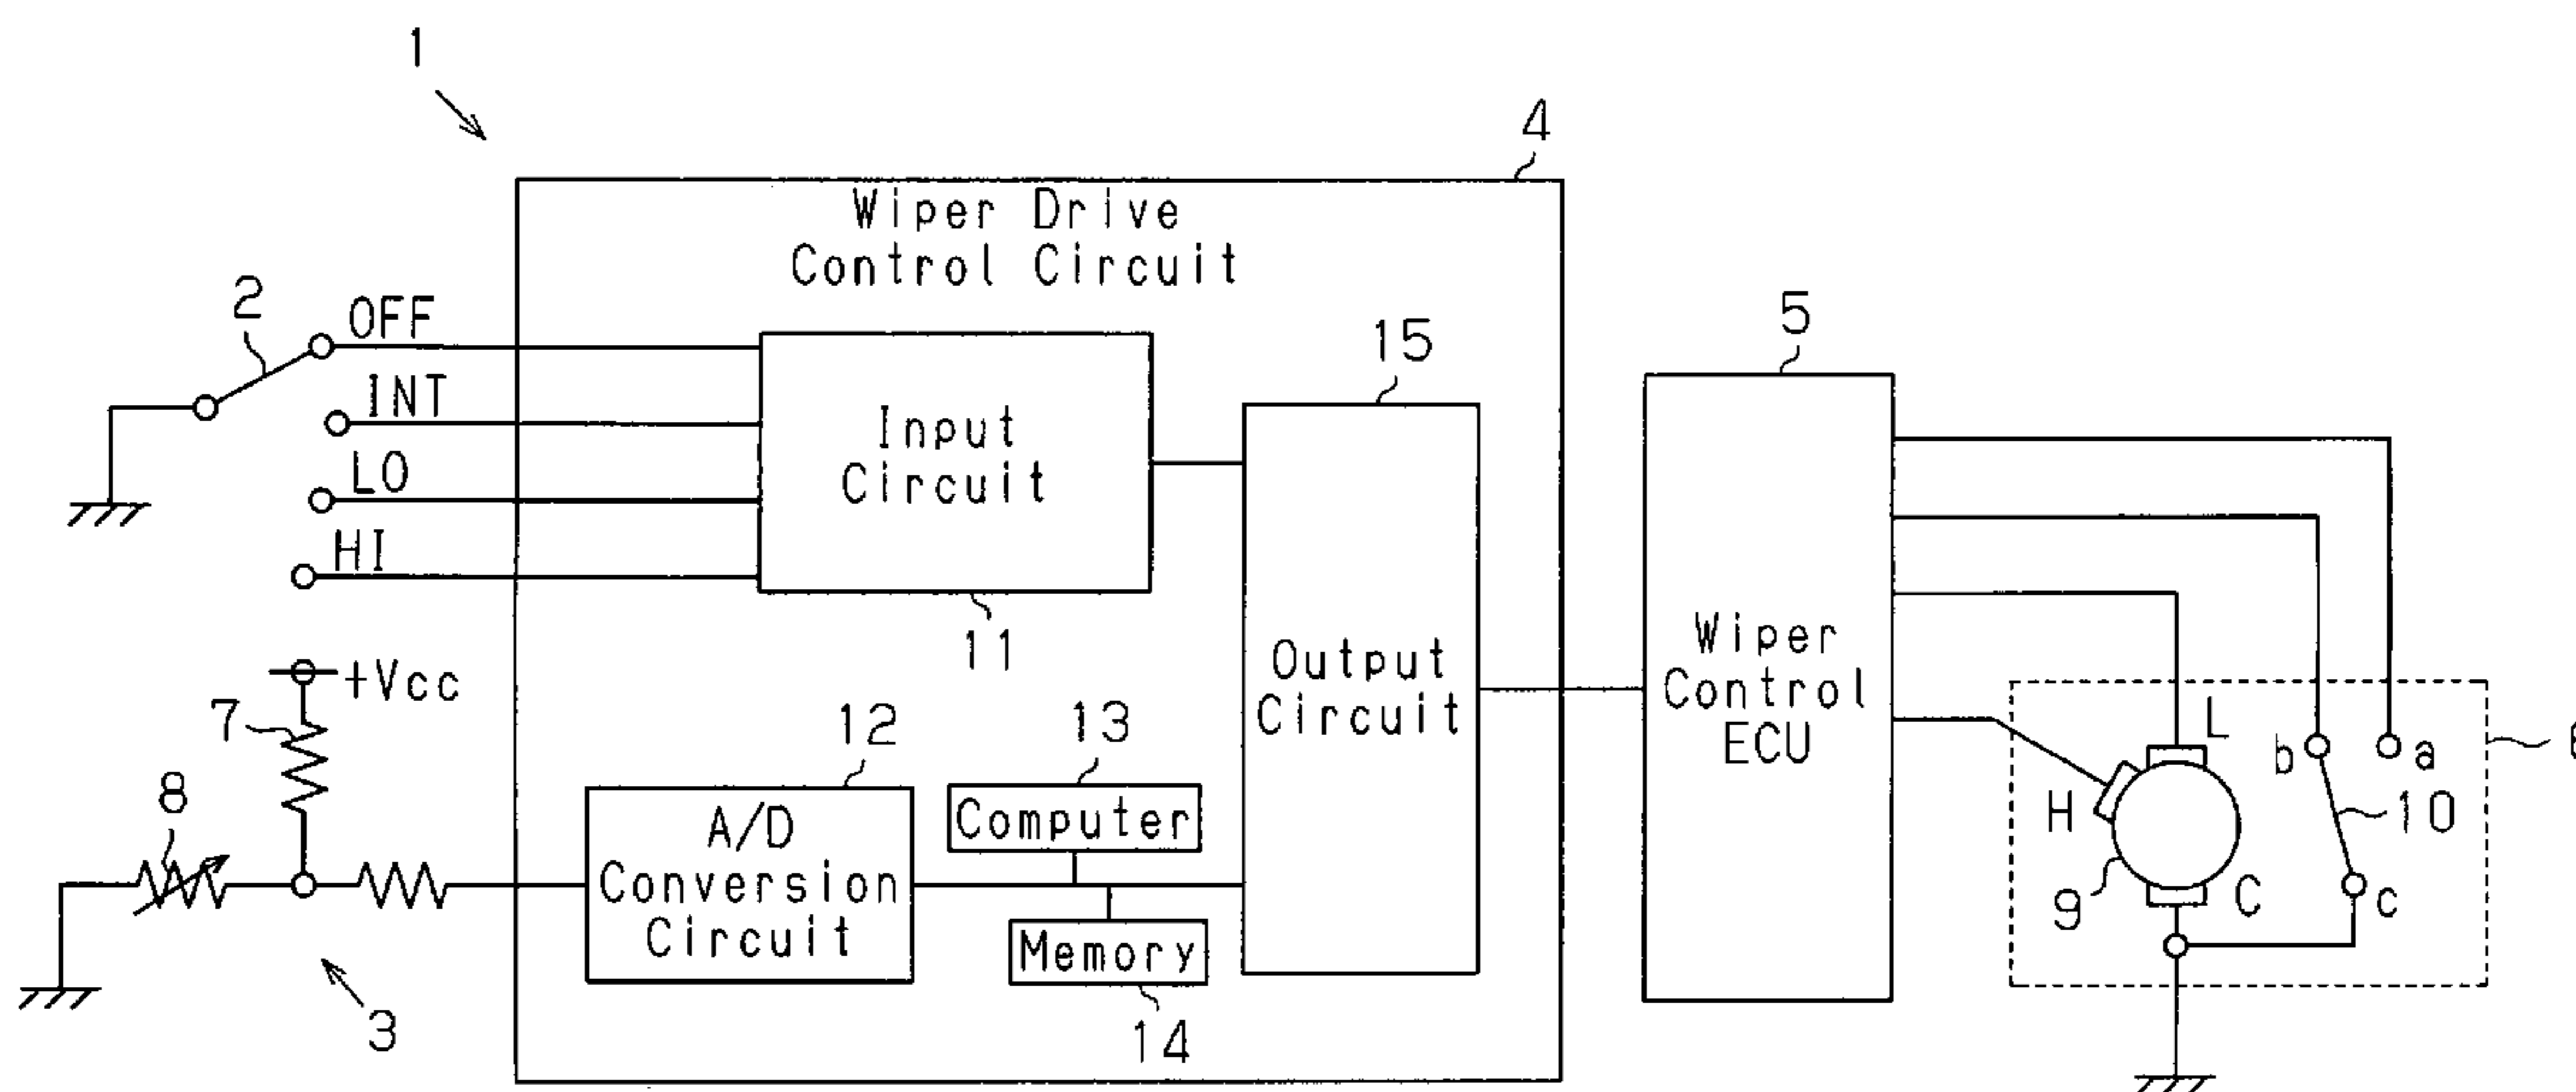 1
4
Wiper Drive
Control Circuit
2
OFF
INT
LO
HI
Input
Circuit
11
15
5
+Vcc
7
8
3
12
A/D
Conversion
Circuit
13
Computer
Memory
14
Output
Circuit
Wiper
Control
ECU
L
H
9
C
b
a
10
c